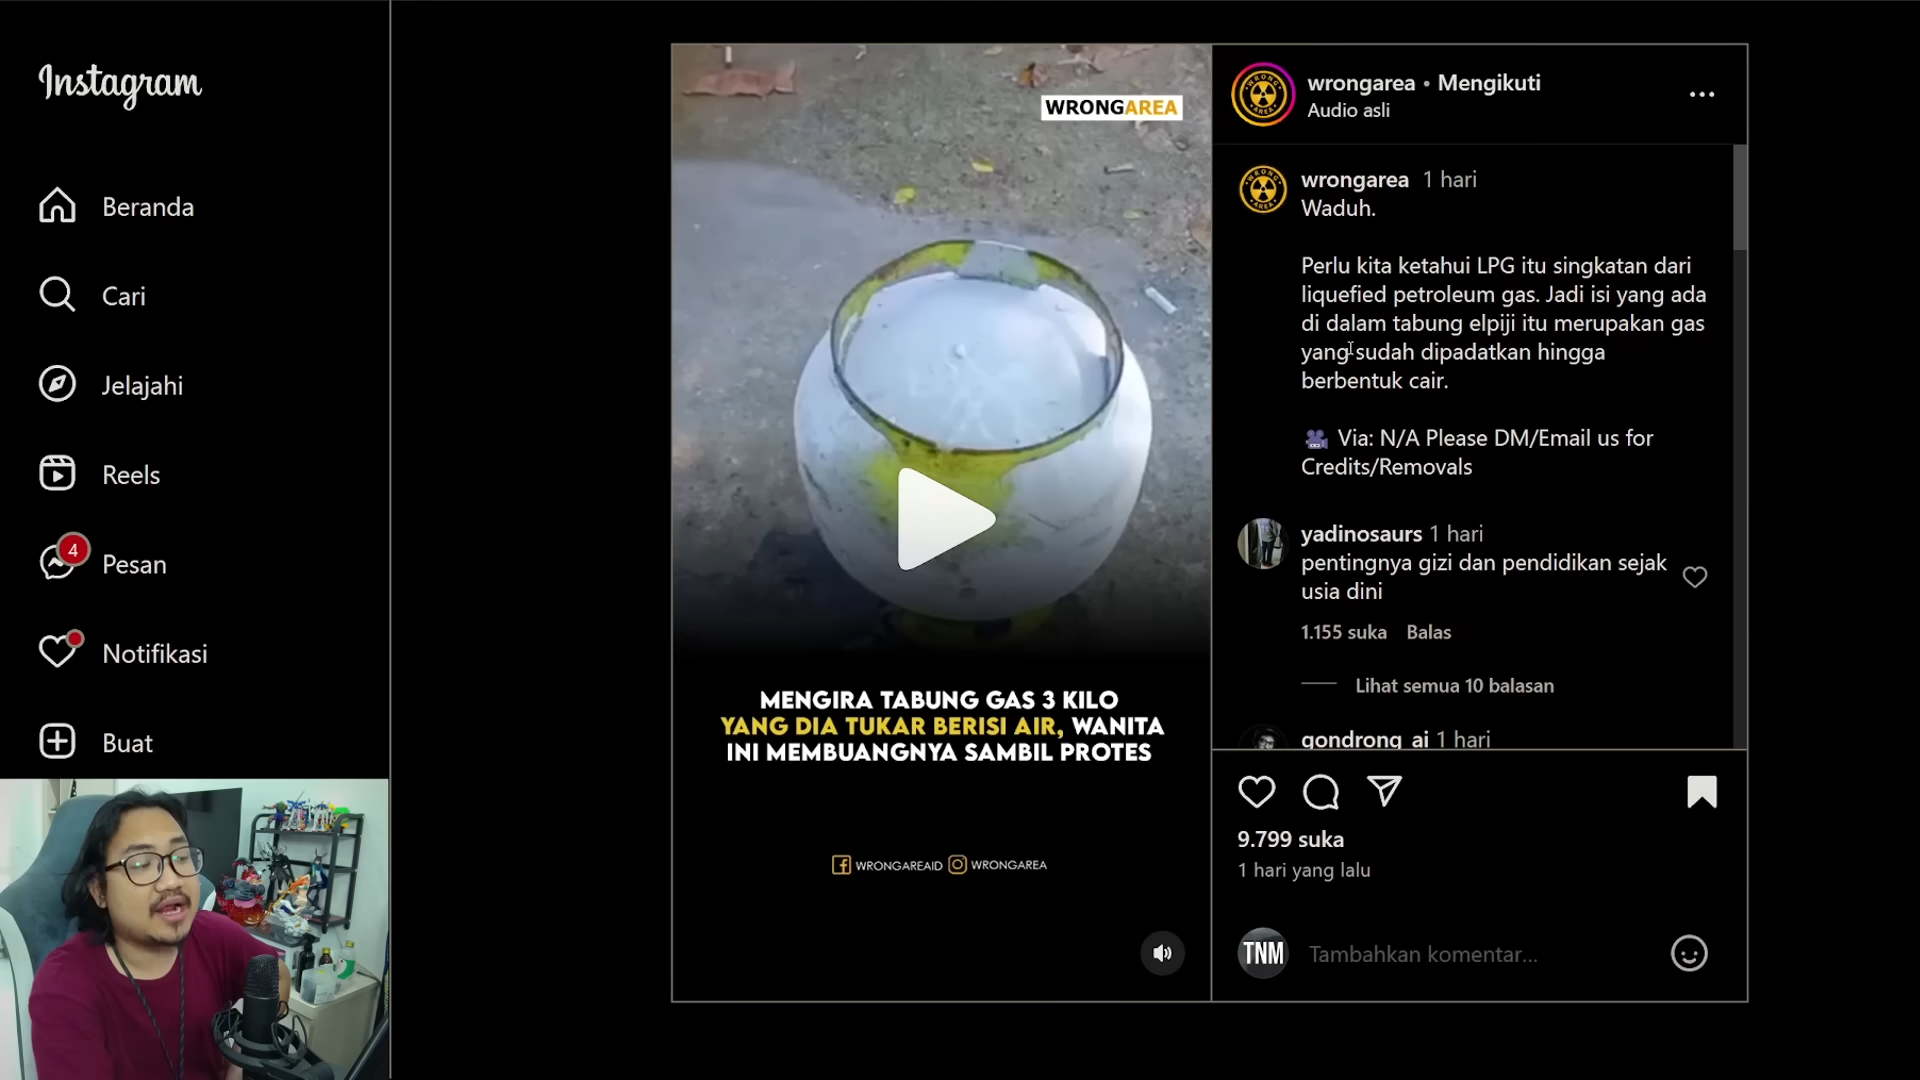 Instagram
Beranda
Cari
Jelajahi
Reels
4
Pesan
Notifikasi
Buat
WRONGAREA
MENGIRA TABUNG GAS 3 KILO
YANG DIA TUKAR BERISI AIR, WANITA
INI MEMBUANGNYA SAMBIL PROTES
WRONGAREAID WRONGAREA
wrongarea • Mengikuti
Audio asli
wrongarea 1 hari
Waduh.
Perlu kita ketahui LPG itu singkatan dari
liquefied petroleum gas. Jadi isi yang ada
di dalam tabung elpiji itu merupakan gas
yang sudah dipadatkan hingga
berbentuk cair.
🎥 Via: N/A Please DM/Email us for
Credits/Removals
yadinosaurs 1 hari
pentingnya gizi dan pendidikan sejak
usia dini
1.155 suka Balas
Lihat semua 10 balasan
gondrong_ai 1 hari
9.799 suka
1 hari yang lalu
TNM
Tambahkan komentar...